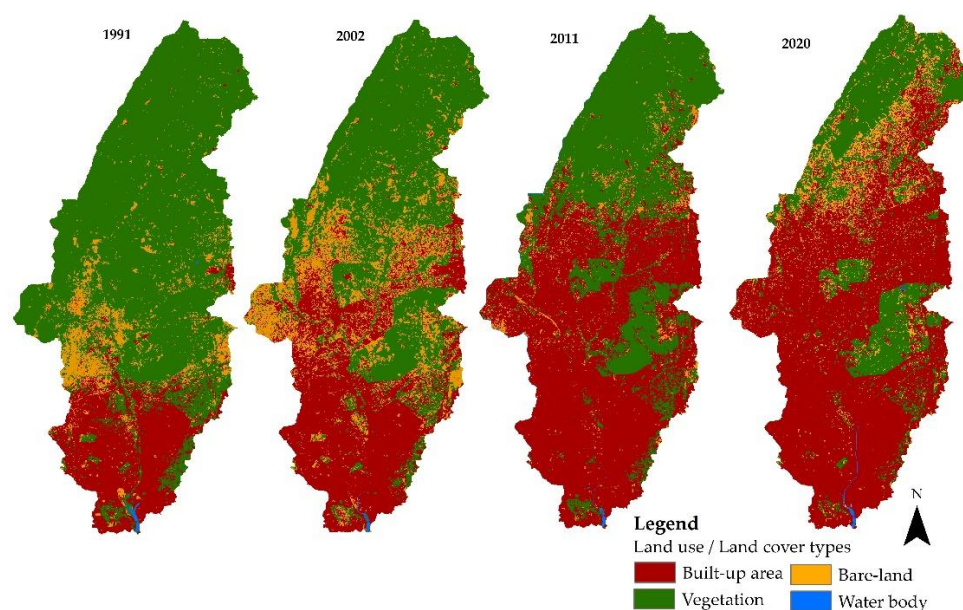 1991
2002
2011
2020
N
Legend
Land use / Land cover types
Built-up area
Bare-land
Vegetation
Water body